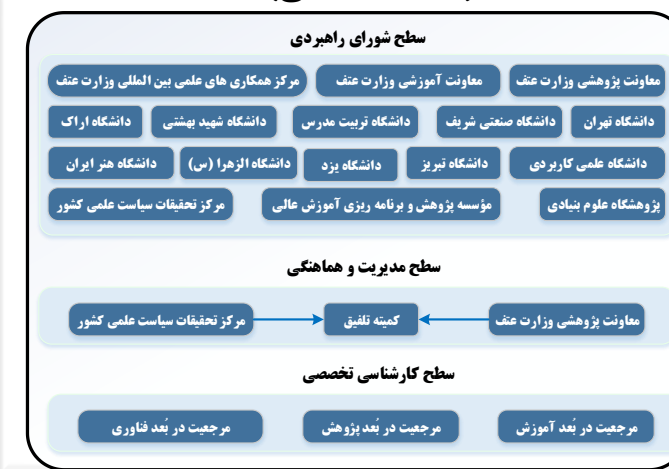 سطح شورای راهبردی
معاونت پژوهشی وزارت عتف معاونت آموزشی وزارت عتف مرکز همکاری های علمی بین المللی وزارت عتف
دانشگاه تهران دانشگاه صنعتی شریف دانشگاه تربیت مدرس دانشگاه شهید بهشتی دانشگاه اراک
دانشگاه علمی کاربردی دانشگاه تبریز دانشگاه یزد دانشگاه الزهرا (س) دانشگاه هنر ایران
پژوهشگاه علوم بنیادی مؤسسه پژوهش و برنامه ریزی آموزش عالی مرکز تحقیقات سیاست علمی کشور
سطح مدیریت و هماهنگی
معاونت پژوهشی وزارت عتف کمیته تلفیق مرکز تحقیقات سیاست علمی کشور
سطح کارشناسی تخصصی
مرجعیت در بُعد آموزش مرجعیت در بُعد پژوهش مرجعیت در بُعد فناوری